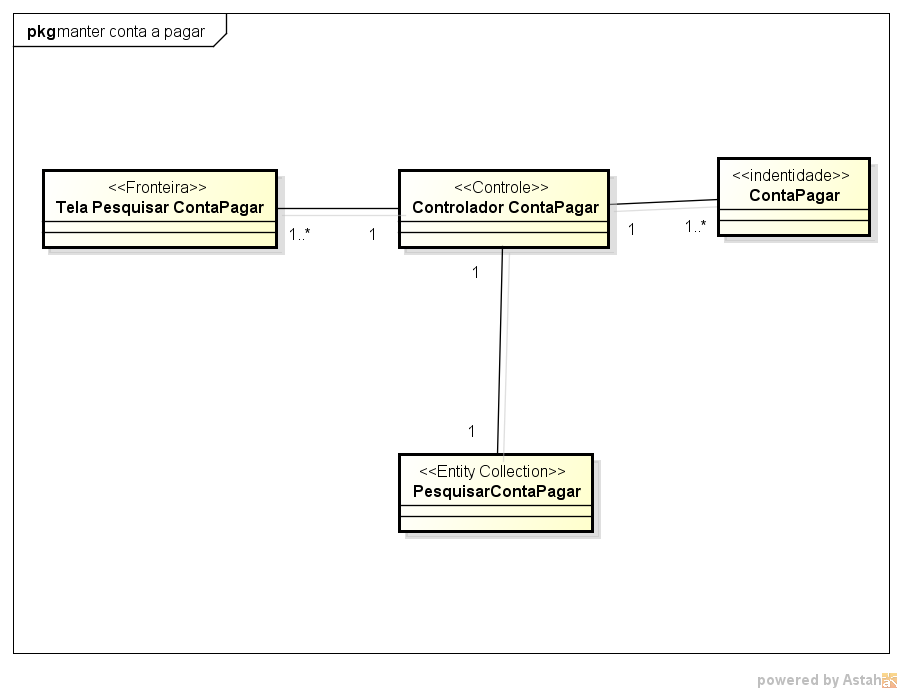 pkg manter conta a pagar
<<Fronteira>>
Tela Pesquisar ContaPagar
1..*
1
<<Controle>>
Controlador ContaPagar
1
1..*
<<indentidade>>
ContaPagar
1
1
<<Entity Collection>>
PesquisarContaPagar
powered by Astah